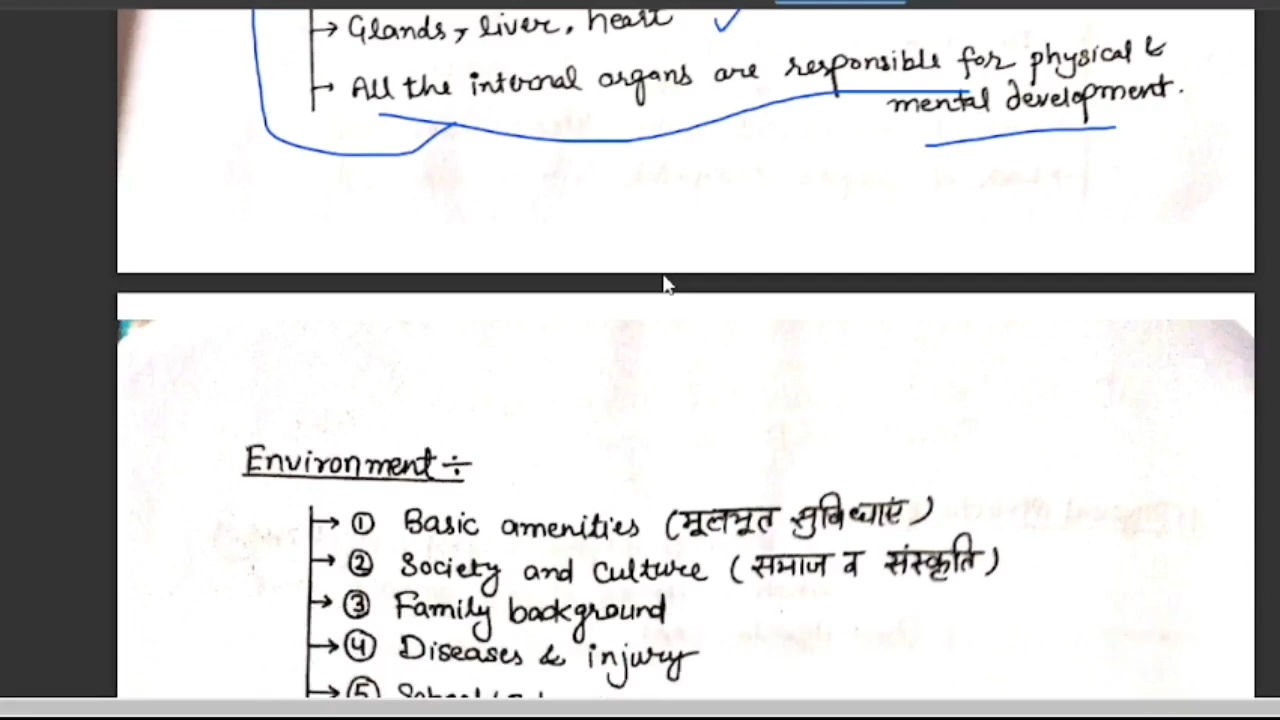 → Glands, liver, heart ✓
→ All the internal organs are responsible for physical &
mental development.
Environment ÷
→ ① Basic amenities (मूलभूत सुविधाएं)
→ ② Society and Culture (समाज व संस्कृति)
→ ③ Family background
→ ④ Diseases & injury
→ ⑤